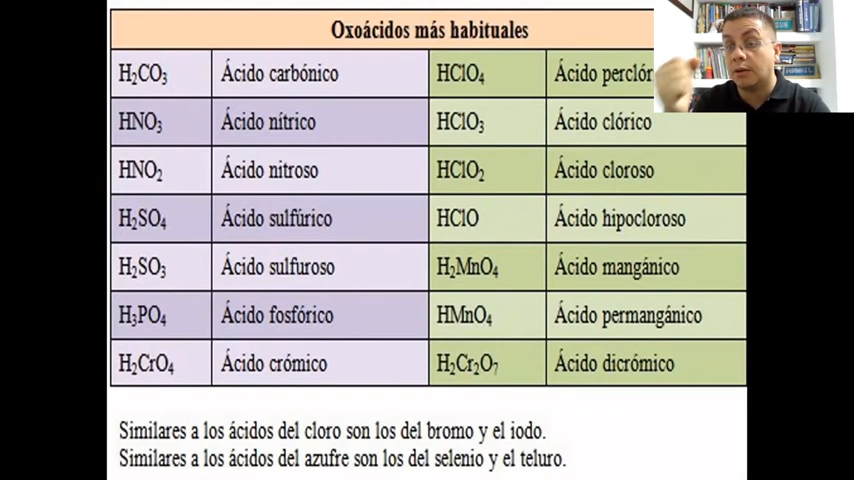 Oxoácidos más habituales
H₂CO₃ Ácido carbónico HClO₄ Ácido
HNO₃ Ácido nítrico HClO₃ Ácido clórico
HNO₂ Ácido nitroso HClO₂ Ácido cloroso
H₂SO₄ Ácido sulfúrico HClO Ácido hipocloroso
H₂SO₃ Ácido sulfuroso H₂MnO₄ Ácido mangánico
H₃PO₄ Ácido fosfórico HMnO₄ Ácido permangánico
H₂CrO₄ Ácido crómico H₂Cr₂O₇ Ácido dicrómico
Similares a los ácidos del cloro son los del bromo y el iodo.
Similares a los ácidos del azufre son los del selenio y el teluro.